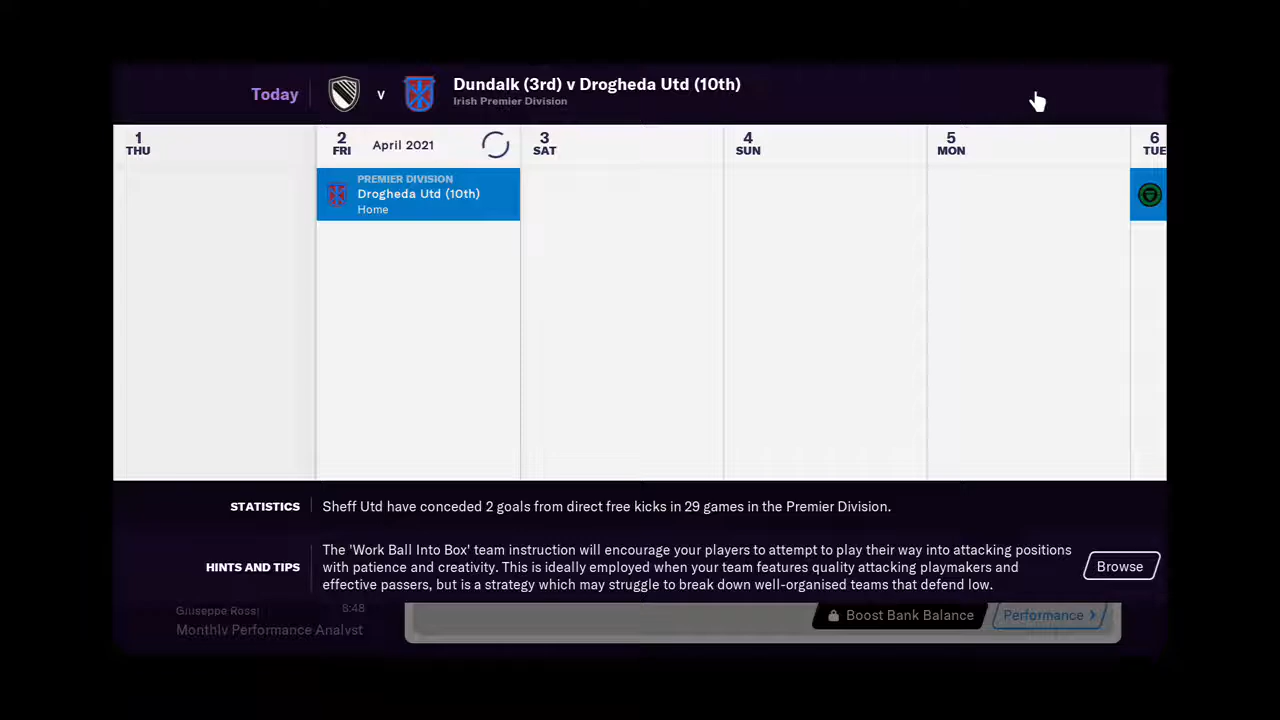 Today
v
Dundalk (3rd) v Drogheda Utd (10th)
Irish Premier Division
1
THU
2
FRI
April 2021
3
SAT
4
SUN
5
MON
6
TUE
PREMIER DIVISION
Drogheda Utd (10th)
Home
STATISTICS
Sheff Utd have conceded 2 goals from direct free kicks in 29 games in the Premier Division.
HINTS AND TIPS
The 'Work Ball Into Box' team instruction will encourage your players to attempt to play their way into attacking positions
with patience and creativity. This is ideally employed when your team features quality attacking playmakers and
effective passers, but is a strategy which may struggle to break down well-organised teams that defend low.
Browse
Giuseppe Rossi
8:48
Monthly Performance Analyst
Boost Bank Balance
Performance